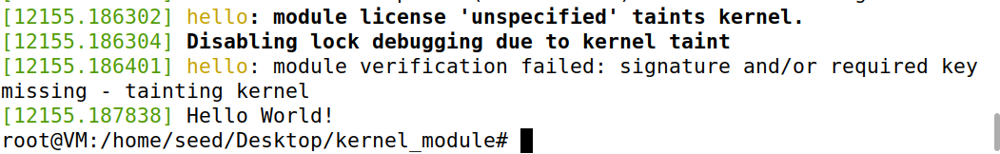 [12155.186302] hello: module license 'unspecified' taints kernel.
[12155.186304] Disabling lock debugging due to kernel taint
[12155.186401] hello: module verification failed: signature and/or required key
missing - tainting kernel
[12155.187838] Hello World!
root@VM:/home/seed/Desktop/kernel_module#